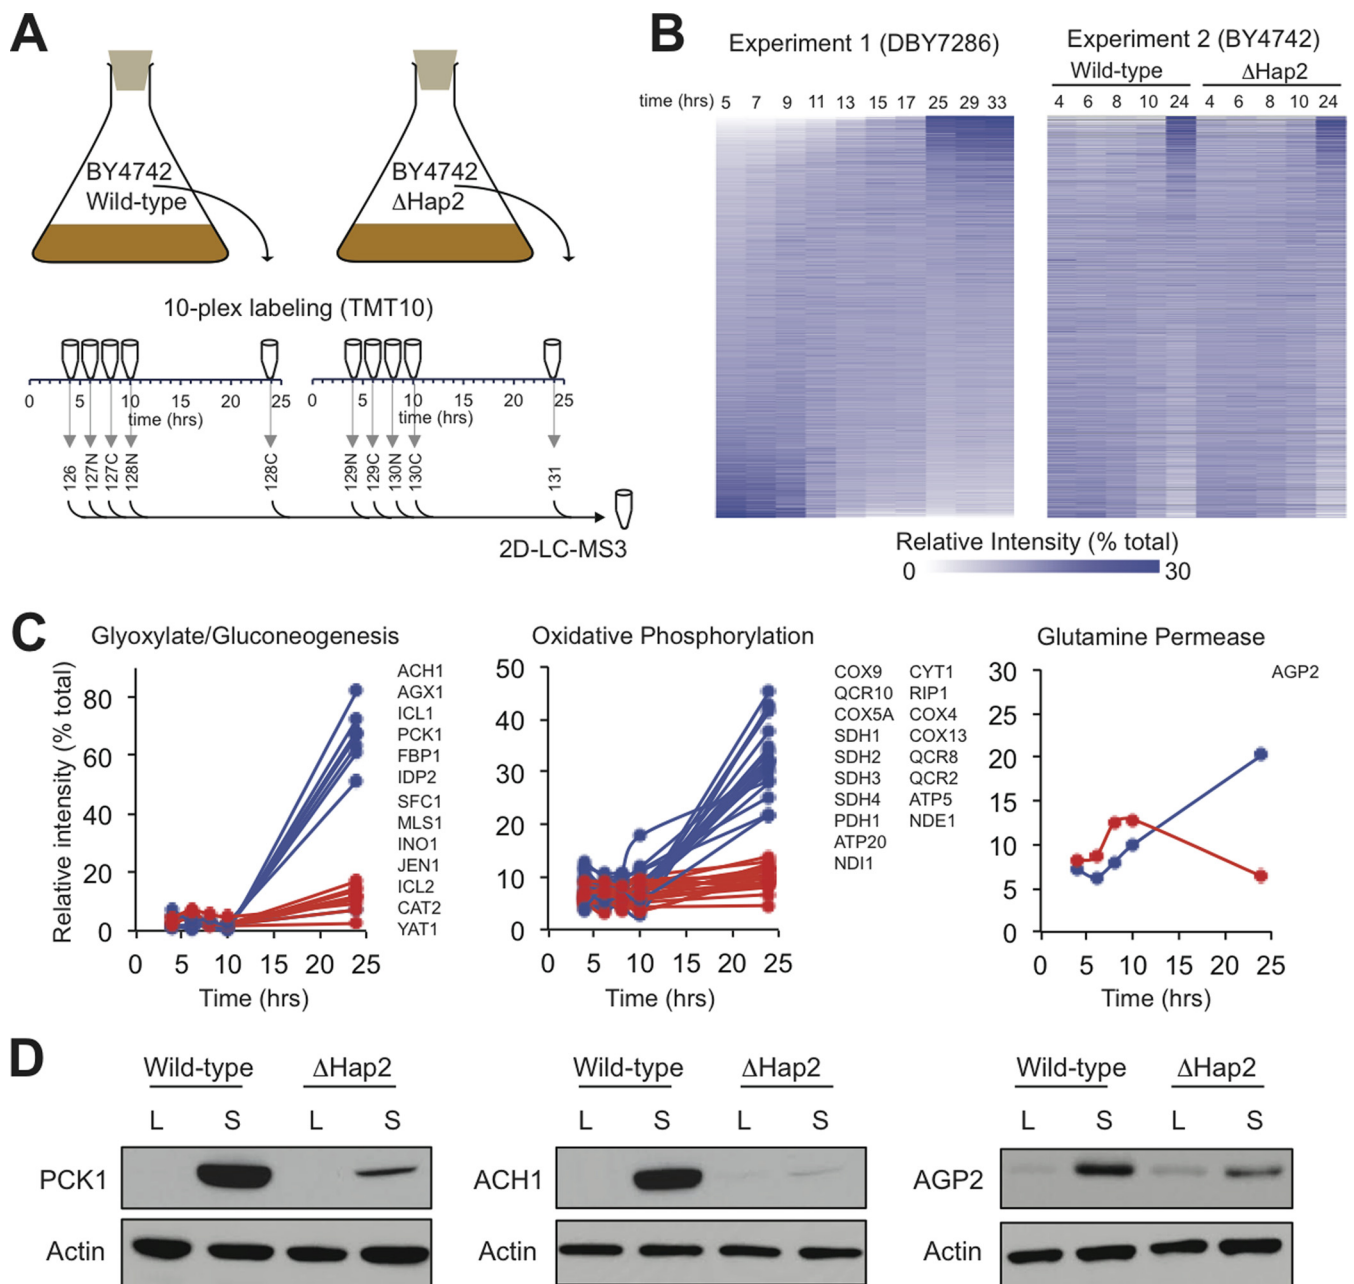 A
BY4742
Wild-type
BY4742
ΔHap2
10-plex labeling (TMT10)
0 5 10 15 20 25
time (hrs)
0 5 10 15 20 25
time (hrs)
126 127N 127C 128N 128C 129N 129C 130N 130C 131
2D-LC-MS3
B
Experiment 1 (DBY7286)
Experiment 2 (BY4742)
Wild-type ΔHap2
time (hrs) 5 7 9 11 13 15 17 25 29 33
4 6 8 10 24 4 6 8 10 24
Relative Intensity (% total)
0 30
C
Glyoxylate/Gluconeogenesis
Relative intensity (% total)
80
60
40
20
0
0 5 10 15 20 25
Time (hrs)
ACH1
AGX1
ICL1
PCK1
FBP1
IDP2
SFC1
MLS1
INO1
JEN1
ICL2
CAT2
YAT1
Oxidative Phosphorylation
50
40
30
20
10
0
0 5 10 15 20 25
Time (hrs)
COX9 CYT1
QCR10 RIP1
COX5A COX4
SDH1 COX13
SDH2 QCR8
SDH3 QCR2
SDH4 ATP5
PDH1 NDE1
ATP20
NDI1
Glutamine Permease
AGP2
30
25
20
15
10
5
0
0 5 10 15 20 25
Time (hrs)
D
Wild-type ΔHap2
L S L S
PCK1
Actin
Wild-type ΔHap2
L S L S
ACH1
Actin
Wild-type ΔHap2
L S L S
AGP2
Actin